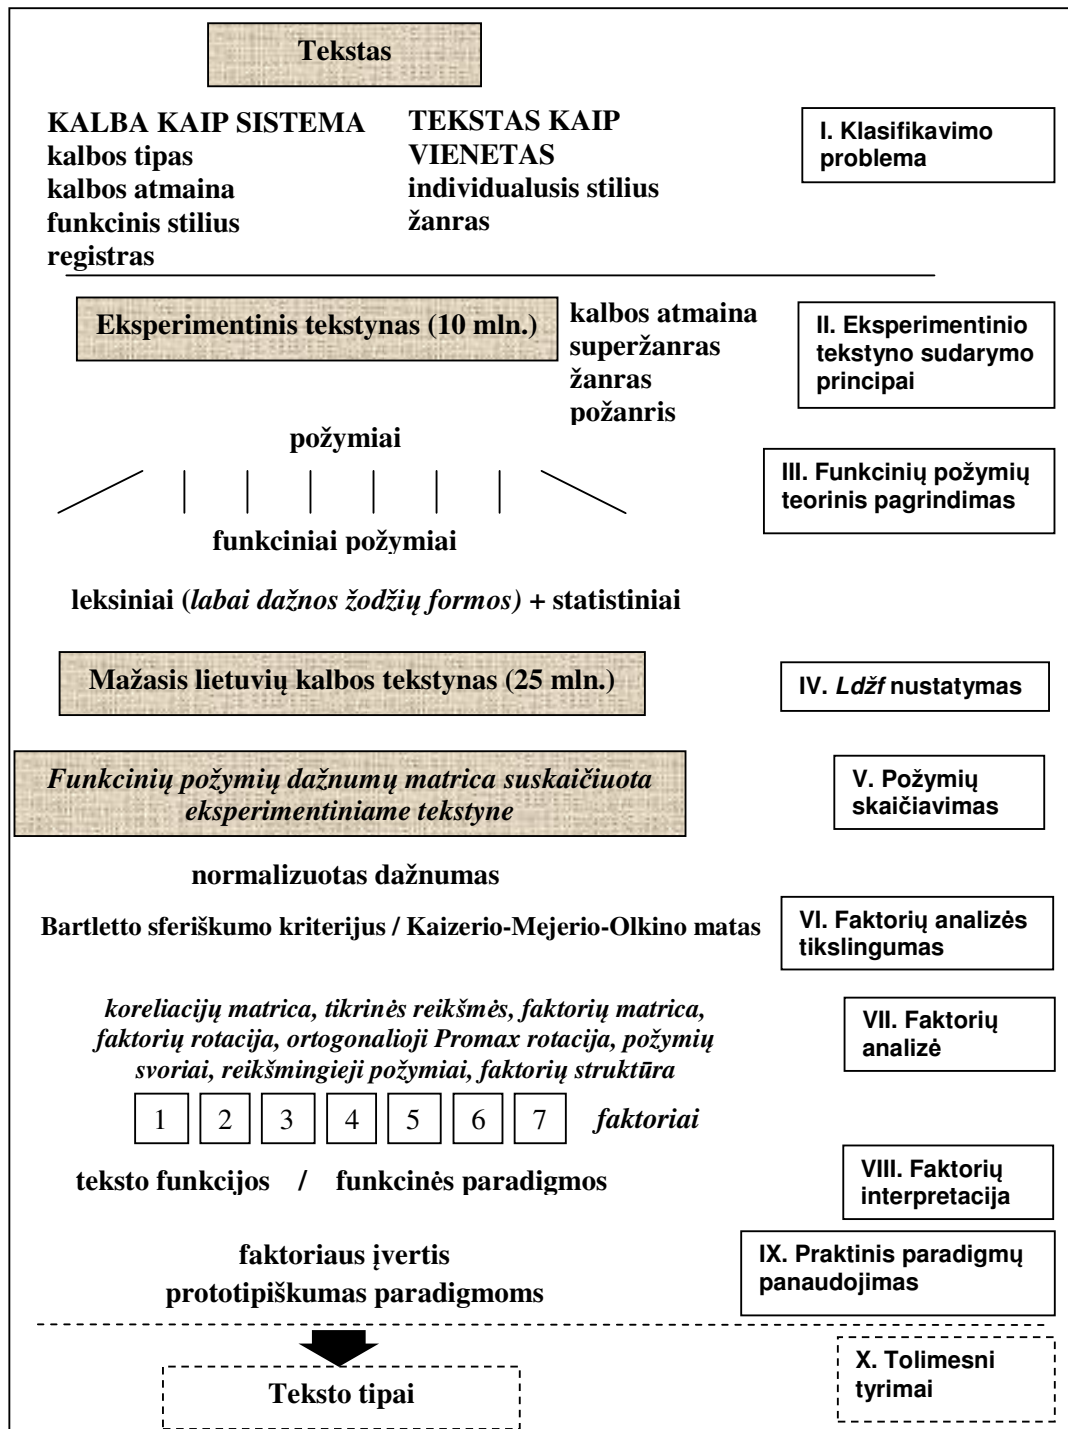 Tekstas
KALBA KAIP SISTEMA
kalbos tipas
kalbos atmaina
funkcinis stilius
registras
TEKSTAS KAIP
VIENETAS
individualusis stilius
žanras
I. Klasifikavimo
problema
Eksperimentinis tekstynas (10 mln.)
kalbos atmaina
superžanras
žanras
požanris
II. Eksperimentinio
tekstyno sudarymo
principai
požymiai
III. Funkcinių požymių
teorinis pagrindimas
funkciniai požymiai
leksiniai (labai dažnos žodžių formos) + statistiniai
Mažasis lietuvių kalbos tekstynas (25 mln.)
IV. Ldžf nustatymas
Funkcinių požymių dažnumų matrica suskaičiuota
eksperimentiniame tekstyne
V. Požymių
skaičiavimas
normalizuotas dažnumas
Bartletto sferiškumo kriterijus / Kaizerio-Mejerio-Olkino matas
VI. Faktorių analizės
tikslingumas
koreliacijų matrica, tikrinės reikšmės, faktorių matrica,
faktorių rotacija, ortogonalioji Promax rotacija, požymių
svoriai, reikšmingieji požymiai, faktorių struktūra
VII. Faktorių
analizė
1 2 3 4 5 6 7 faktoriai
teksto funkcijos / funkcinės paradigmos
VIII. Faktorių
interpretacija
faktoriaus įvertis
prototipiškumas paradigmoms
IX. Praktinis paradigmų
panaudojimas
Teksto tipai
X. Tolimesni
tyrimai